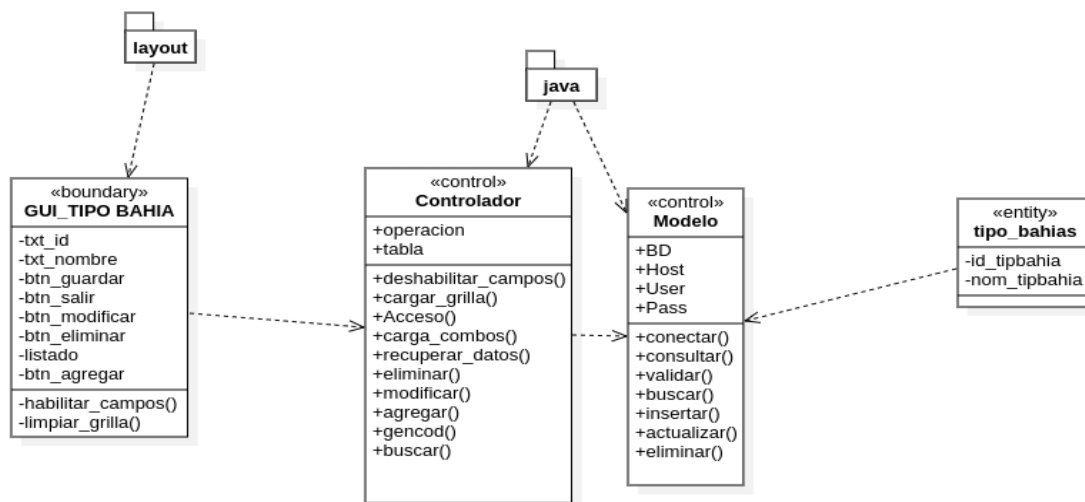 layout
java
«boundary»
GUI_TIPO BAHIA
-txt_id
-txt_nombre
-btn_guardar
-btn_salir
-btn_modificar
-btn_eliminar
-listado
-btn_agregar
-habilitar_campos()
-limpiar_grilla()
«control»
Controlador
+operacion
+tabla
+deshabilitar_campos()
+cargar_grilla()
+Acceso()
+carga_combos()
+recuperar_datos()
+eliminar()
+modificar()
+agregar()
+gencod()
+buscar()
«control»
Modelo
+BD
+Host
+User
+Pass
+conectar()
+consultar()
+validar()
+buscar()
+insertar()
+actualizar()
+eliminar()
«entity»
tipo_bahias
-id_tipbahia
-nom_tipbahia